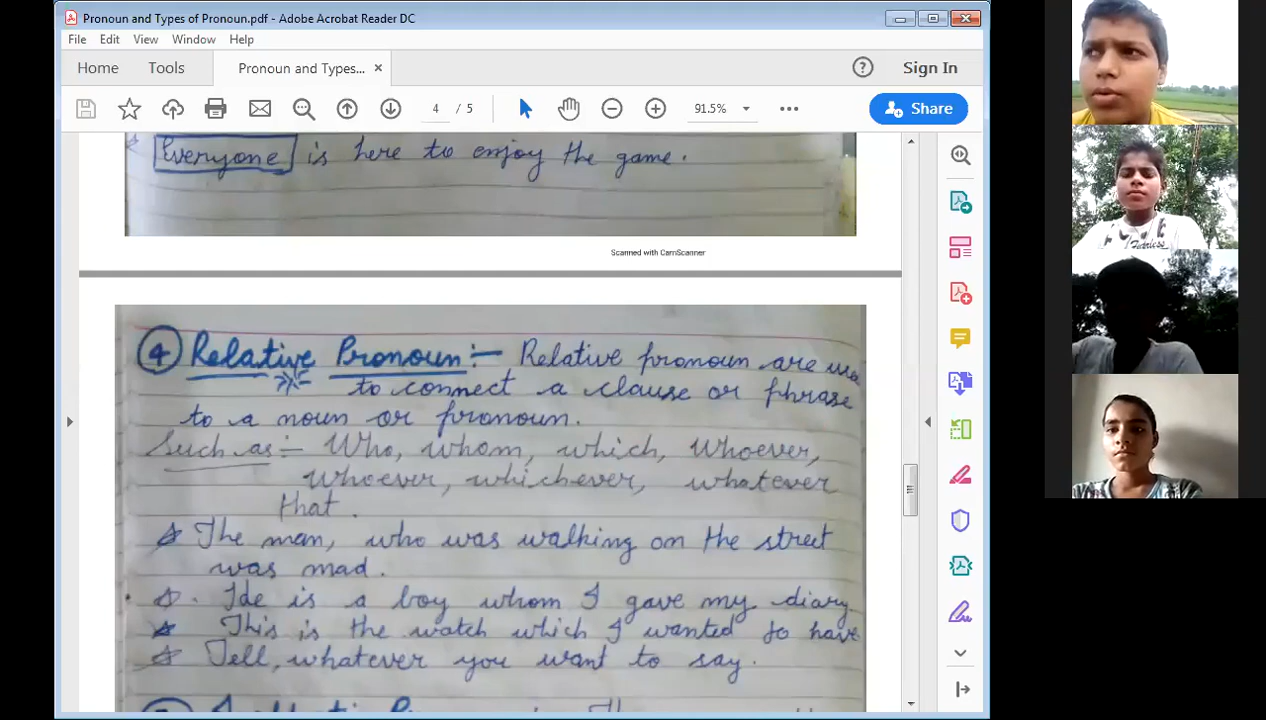 Pronoun and Types of Pronoun.pdf - Adobe Acrobat Reader DC
File Edit View Window Help
Home Tools Pronoun and Types... ×
Sign In
4 / 5 91.5% Share
Everyone is here to enjoy the game.
Scanned with CamScanner
4 Relative Pronoun :- Relative pronoun are
to connect a clause or phrase
to a noun or pronoun.
Such as :- Who, whom, which, Whoever,
whoever, whichever, whatever
that.
The man, who was walking on the street
was mad.
He is a boy whom I gave my diary
This is the watch which I wanted to have
Tell, whatever you want to say.
Fearless